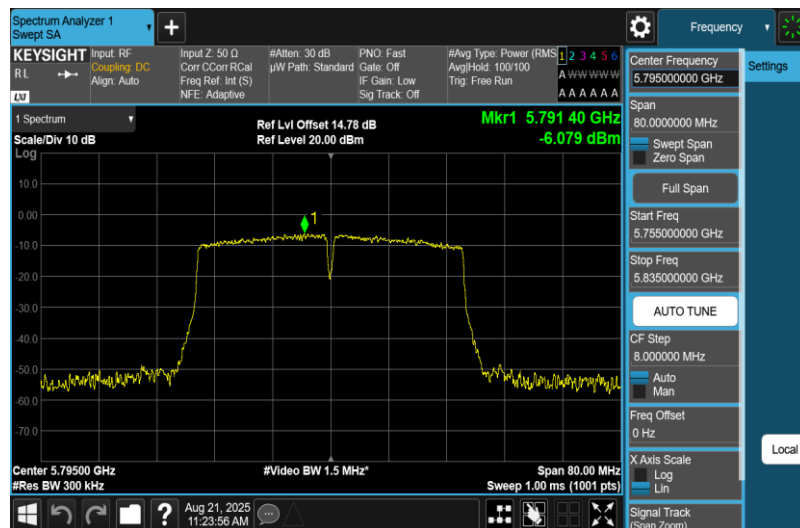 Spectrum Analyzer 1
Swept SA
Frequency
KEYSIGHT
RL
LXI
Input: RF
Coupling: DC
Align: Auto
Input Z: 50 Ω
Corr CCorr RCal
Freq Ref: Int (S)
NFE: Adaptive
#Atten: 30 dB
µW Path: Standard
PNO: Fast
Gate: Off
IF Gain: Low
Sig Track: Off
#Avg Type: Power (RMS
Avg|Hold: 100/100
Trig: Free Run
1 2 3 4 5 6
A W W W W W
A A A A A A
1 Spectrum
Scale/Div 10 dB
Log
Ref Lvl Offset 14.78 dB
Ref Level 20.00 dBm
Mkr1 5.791 40 GHz
-6.079 dBm
10.0
0.00
-10.0
-20.0
-30.0
-40.0
-50.0
-60.0
-70.0
1
Center 5.79500 GHz
#Res BW 300 kHz
#Video BW 1.5 MHz*
Span 80.00 MHz
Sweep 1.00 ms (1001 pts)
Center Frequency
5.795000000 GHz
Span
80.0000000 MHz
Swept Span
Zero Span
Full Span
Start Freq
5.755000000 GHz
Stop Freq
5.835000000 GHz
AUTO TUNE
CF Step
8.000000 MHz
Auto
Man
Freq Offset
0 Hz
X Axis Scale
Log
Lin
Signal Track
(Span Zoom)
Settings
Local
?
Aug 21, 2025
11:23:56 AM